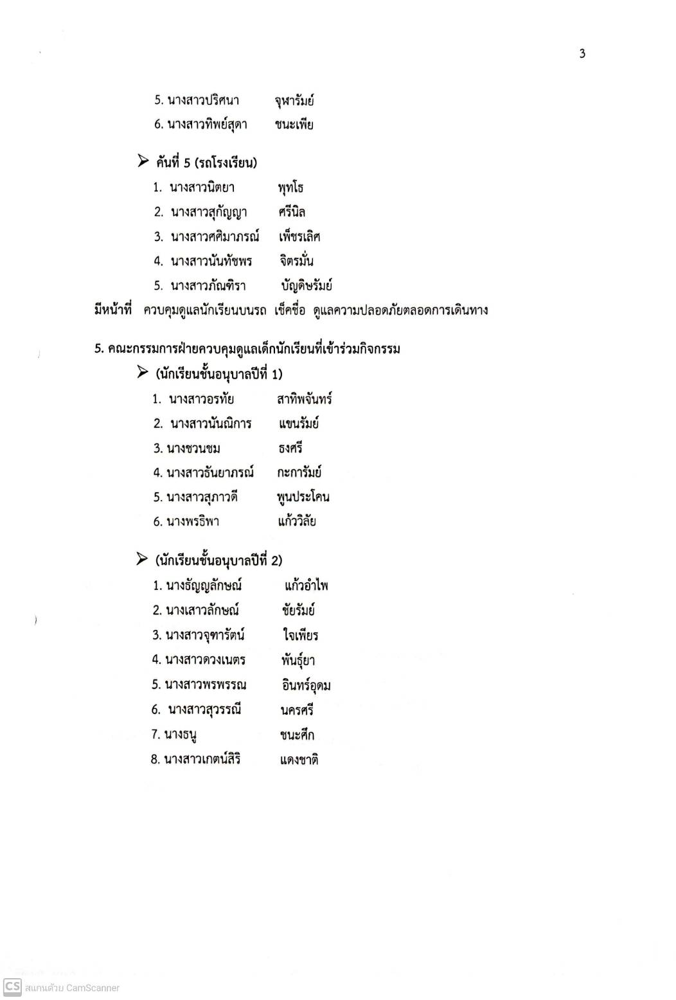 3
5. นางสาวปริศนา จุฬารัมย์
6. นางสาวทิพย์สุดา ชนะเพีย
➢ คันที่ 5 (รถโรงเรียน)
1. นางสาวนิตยา พุทโธ
2. นางสาวสุกัญญา ศรีนิล
3. นางสาวศศิมาภรณ์ เพ็ชรเลิศ
4. นางสาวนันทัชพร จิตรมั่น
5. นางสาวภัณฑิรา บัญดิษรัมย์
มีหน้าที่ ควบคุมดูแลนักเรียนบนรถ เช็คชื่อ ดูแลความปลอดภัยตลอดการเดินทาง
5. คณะกรรมการฝ่ายควบคุมดูแลเด็กนักเรียนที่เข้าร่วมกิจกรรม
➢ (นักเรียนชั้นอนุบาลปีที่ 1)
1. นางสาวอรทัย สาทิพจันทร์
2. นางสาวนันณิการ แขนรัมย์
3. นางชวนชม ธงศรี
4. นางสาวธันยาภรณ์ กะการัมย์
5. นางสาวสุภาวดี พูนประโคน
6. นางพรธิพา แก้ววิลัย
➢ (นักเรียนชั้นอนุบาลปีที่ 2)
1. นางธัญญลักษณ์ แก้วอำไพ
2. นางเสาวลักษณ์ ชัยรัมย์
3. นางสาวจุฑารัตน์ ใจเพียร
4. นางสาวดวงเนตร พันธุ์ยา
5. นางสาวพรพรรณ อินทร์อุดม
6. นางสาวสุวรรณี นครศรี
7. นางธนู ชนะศึก
8. นางสาวเกตน์สิริ แดงชาติ
CS สแกนด้วย CamScanner